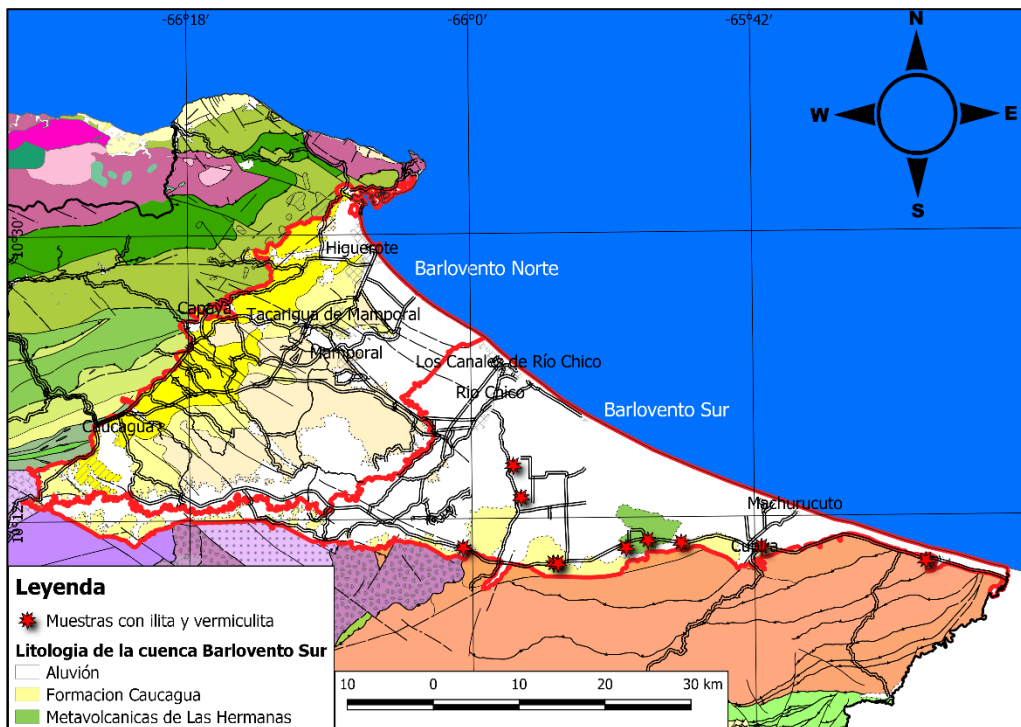 -66°18'
-66°0'
-65°42'
N
W
E
S
10°30'
Higuerote
Barlovento Norte
Capaya
Tacarigua de Mamporal
Mamporal
Los Canales de Río Chico
Río Chico
Barlovento Sur
Caucagua
Machurucuto
10°12'
Cupira
Leyenda
Muestras con ilita y vermiculita
Litologia de la cuenca Barlovento Sur
Aluvión
Formacion Caucagua
Metavolcanicas de Las Hermanas
10 0 10 20 30 km